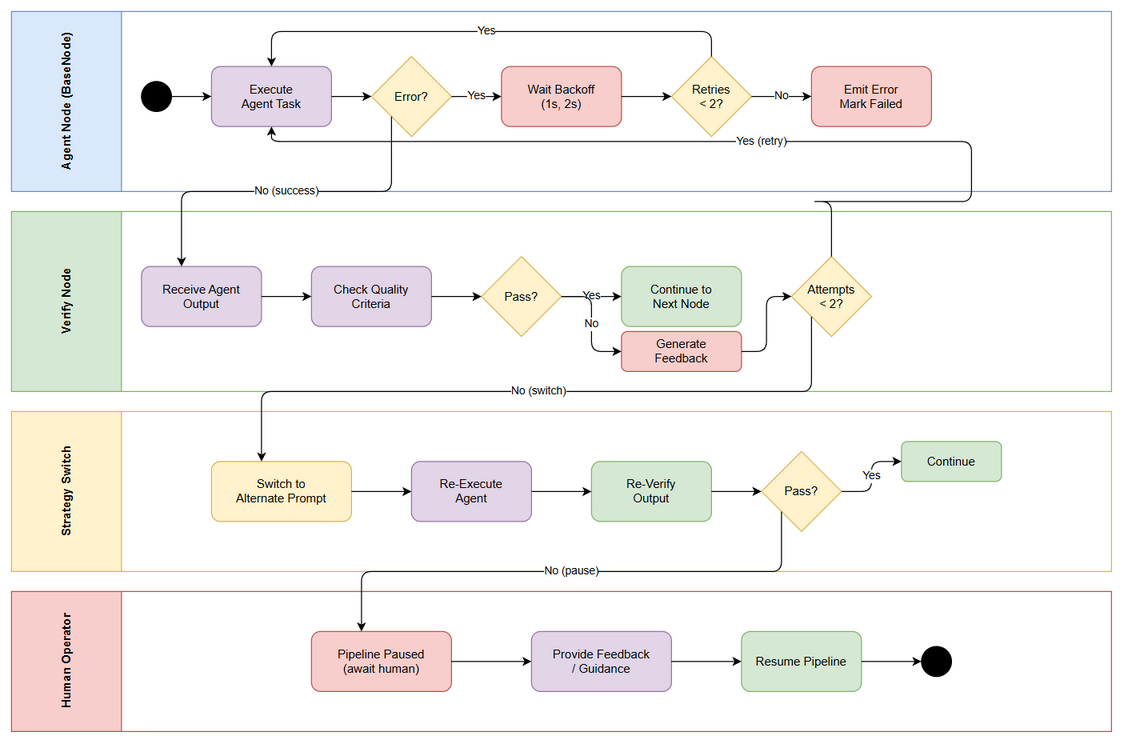 Agent Node (BaseNode)
Yes
Execute
Agent Task
Error?
Yes
Wait Backoff
(1s, 2s)
Retries
< 2?
No
Emit Error
Mark Failed
Yes (retry)
No (success)
Verify Node
Receive Agent
Output
Check Quality
Criteria
Pass?
Yes
No
Continue to
Next Node
Generate
Feedback
Attempts
< 2?
No (switch)
Strategy Switch
Switch to
Alternate Prompt
Re-Execute
Agent
Re-Verify
Output
Pass?
Yes
Continue
No (pause)
Human Operator
Pipeline Paused
(await human)
Provide Feedback
/ Guidance
Resume Pipeline